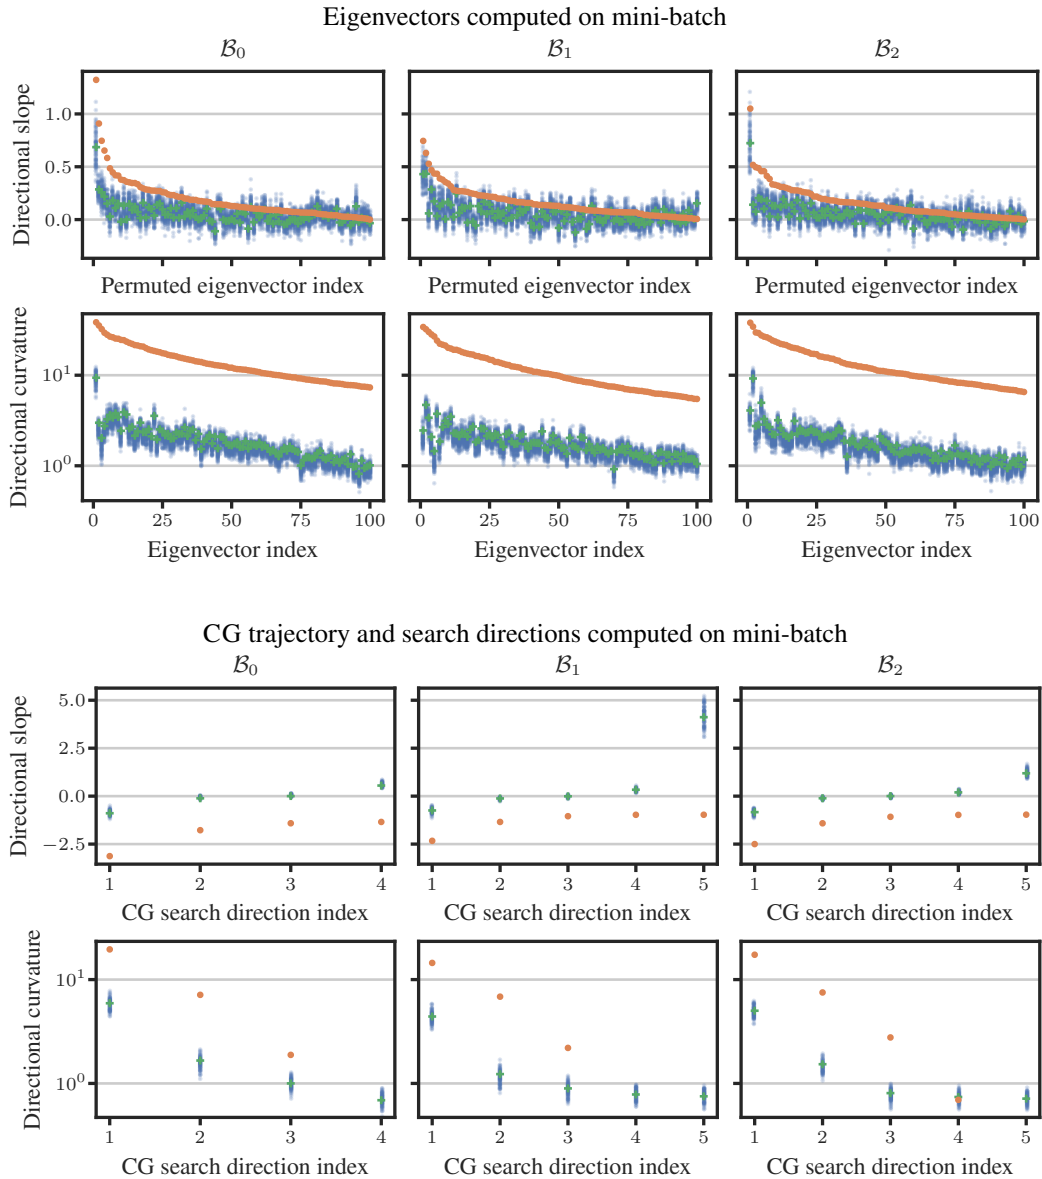 Eigenvectors computed on mini-batch
B0 B1 B2
Directional slope
1.0
0.5
0.0
Permuted eigenvector index Permuted eigenvector index Permuted eigenvector index
Directional curvature
10^1
10^0
0 25 50 75 100 0 25 50 75 100 0 25 50 75 100
Eigenvector index Eigenvector index Eigenvector index
CG trajectory and search directions computed on mini-batch
B0 B1 B2
Directional slope
5.0
2.5
0.0
−2.5
1 2 3 4 1 2 3 4 5 1 2 3 4 5
CG search direction index CG search direction index CG search direction index
Directional curvature
10^1
10^0
1 2 3 4 1 2 3 4 5 1 2 3 4 5
CG search direction index CG search direction index CG search direction index